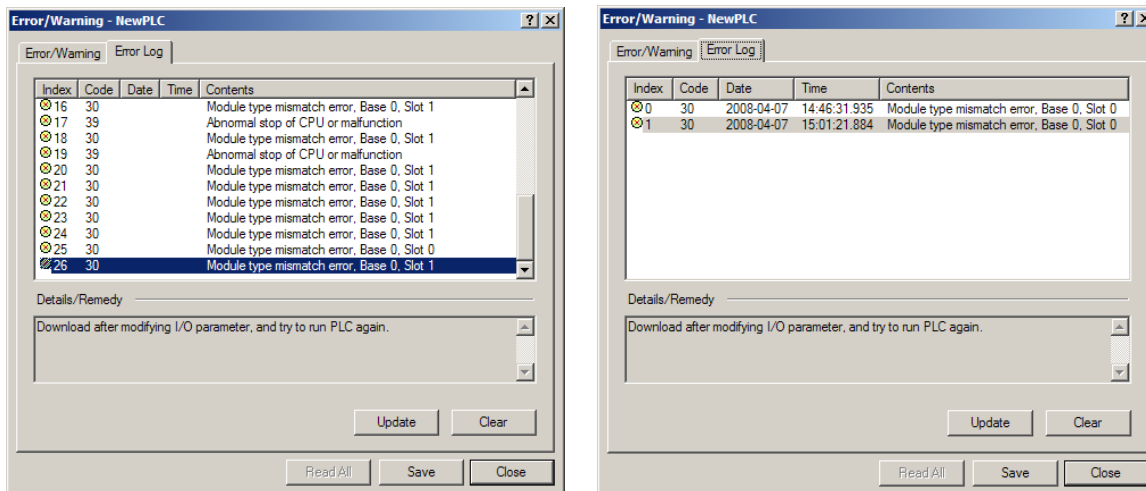 Error/Warning - NewPLC
Error/Warning Error Log
Index Code Date Time Contents
16 30 Module type mismatch error, Base 0, Slot 1
17 39 Abnormal stop of CPU or malfunction
18 30 Module type mismatch error, Base 0, Slot 1
19 39 Abnormal stop of CPU or malfunction
20 30 Module type mismatch error, Base 0, Slot 1
21 30 Module type mismatch error, Base 0, Slot 1
22 30 Module type mismatch error, Base 0, Slot 1
23 30 Module type mismatch error, Base 0, Slot 1
24 30 Module type mismatch error, Base 0, Slot 1
25 30 Module type mismatch error, Base 0, Slot 0
26 30 Module type mismatch error, Base 0, Slot 1
Details/Remedy
Download after modifying I/O parameter, and try to run PLC again.
Update Clear
Read All Save Close
Error/Warning - NewPLC
Error/Warning Error Log
Index Code Date Time Contents
0 30 2008-04-07 14:46:31.935 Module type mismatch error, Base 0, Slot 0
1 30 2008-04-07 15:01:21.884 Module type mismatch error, Base 0, Slot 0
Details/Remedy
Download after modifying I/O parameter, and try to run PLC again.
Update Clear
Read All Save Close